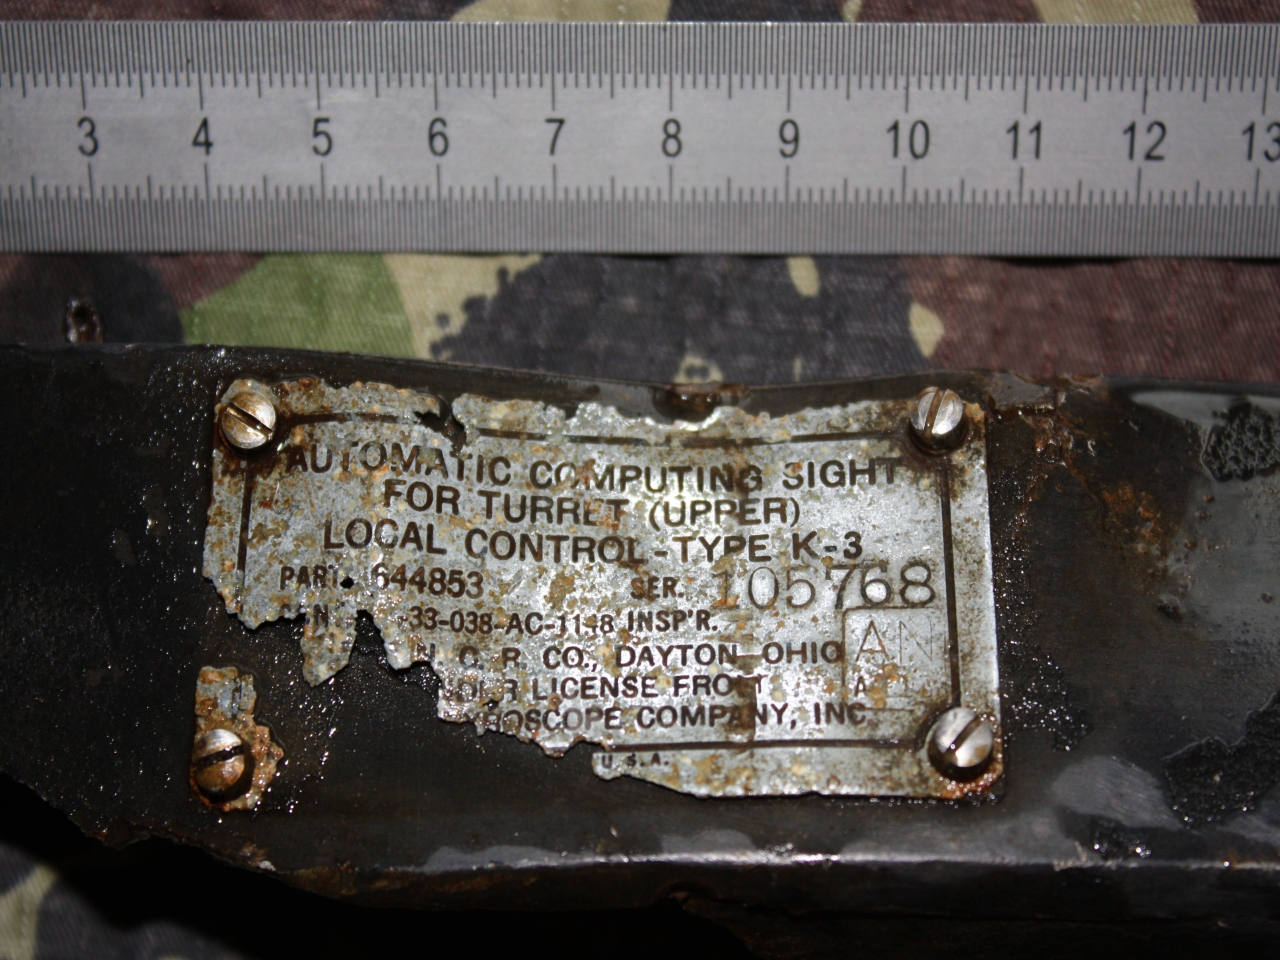 3 4 5 6 7 8 9 10 11 12 13
AUTOMATIC COMPUTING SIGHT
FOR TURRET (UPPER)
LOCAL CONTROL-TYPE K-3
PART. 644853 SER. 105768
33-038-AC-1148 INSP'R.
AN
N. C. R. CO., DAYTON, OHIO
LICENSE FROM
COMPANY, INC.
U.S.A.